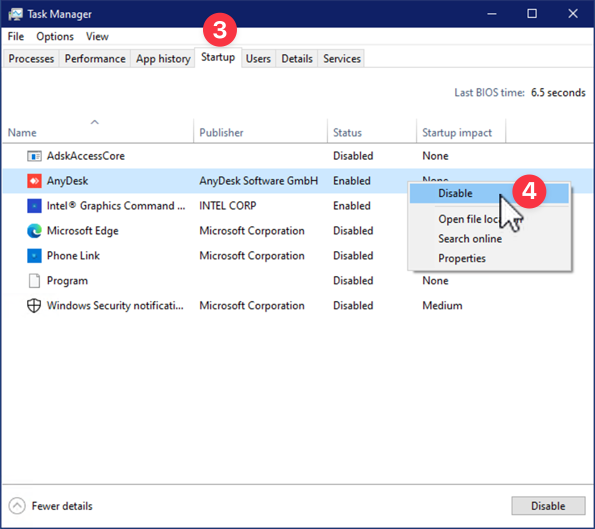 Task Manager
3
File Options View
Processes Performance App history Startup Users Details Services
Last BIOS time: 6.5 seconds
Name Publisher Status Startup impact
AdskAccessCore Disabled None
AnyDesk AnyDesk Software GmbH Enabled None
Disable 4
Intel® Graphics Command ... INTEL CORP Enabled
Open file loca
Microsoft Edge Microsoft Corporation Disabled
Search online
Phone Link Microsoft Corporation Disabled
Properties
Program Disabled None
Windows Security notificati... Microsoft Corporation Disabled Medium
Fewer details Disable